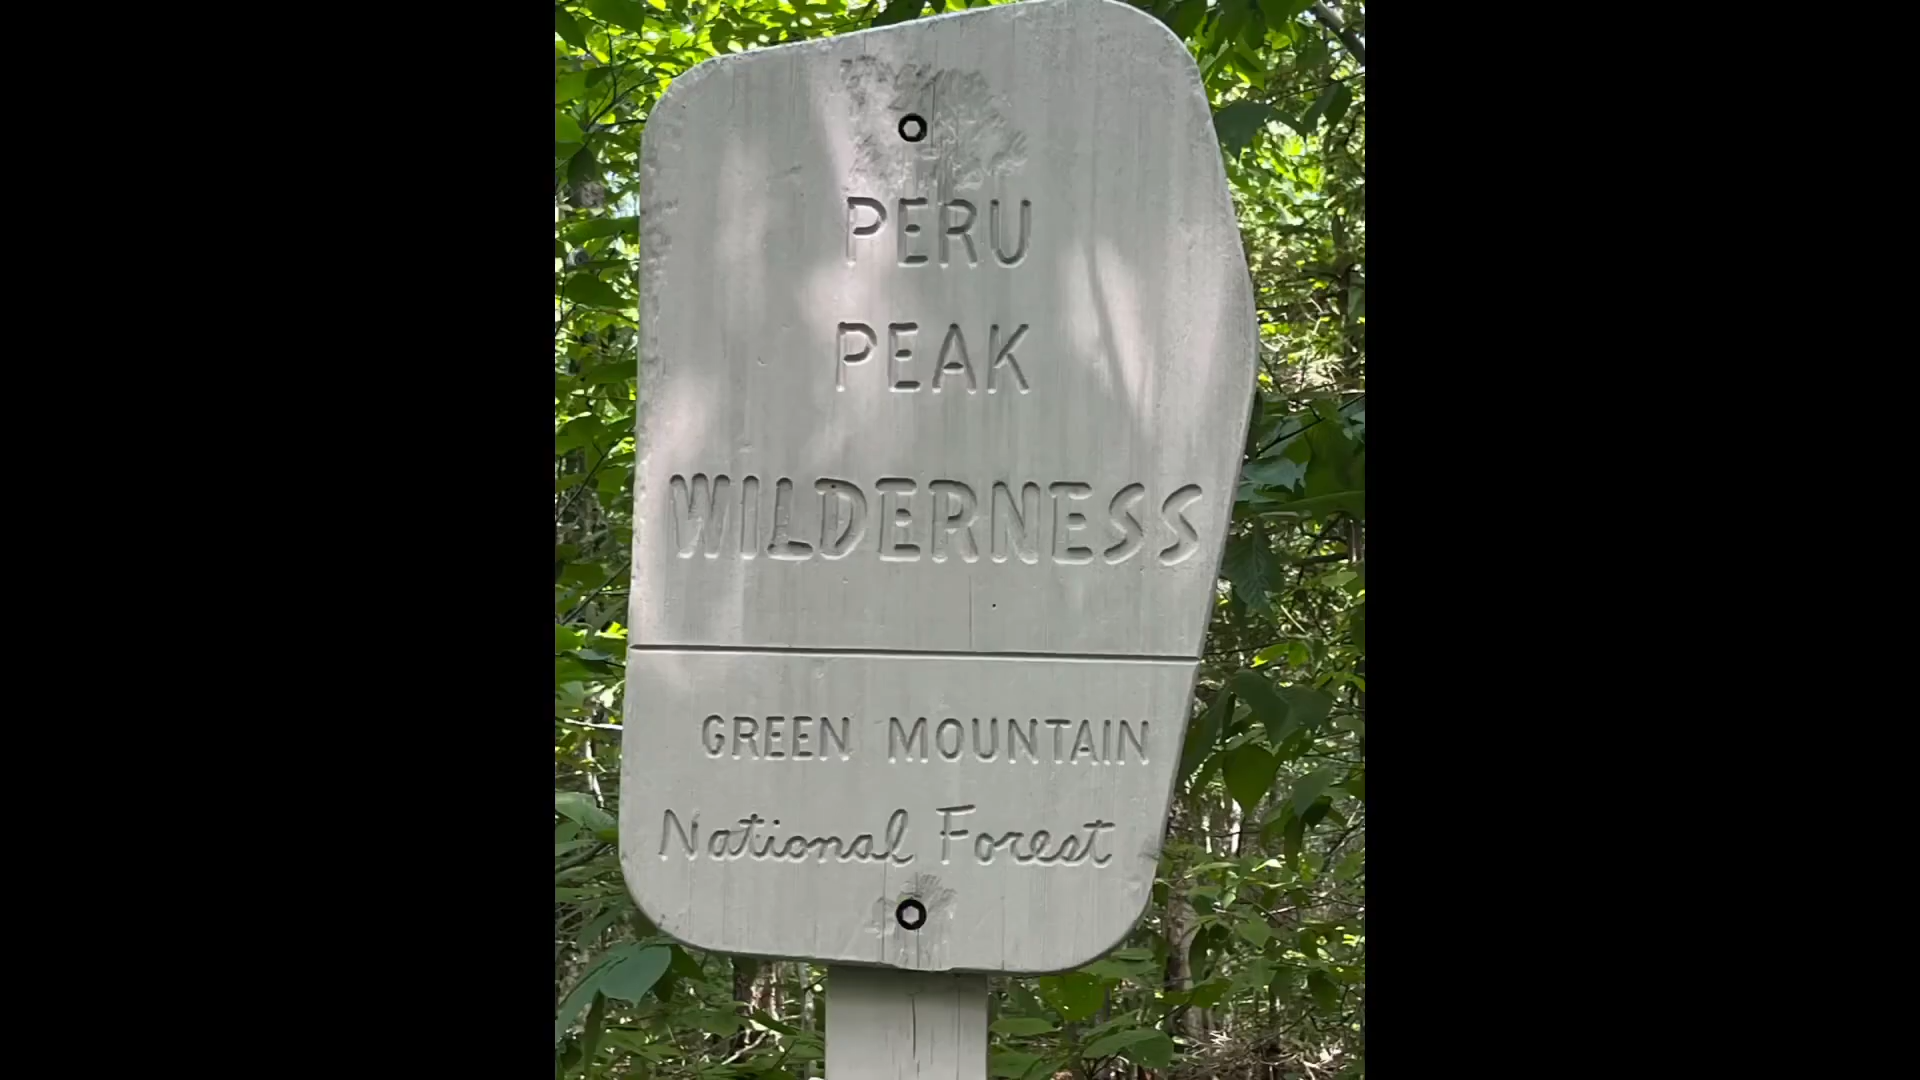 PERU
PEAK
WILDERNESS
GREEN MOUNTAIN
National Forest